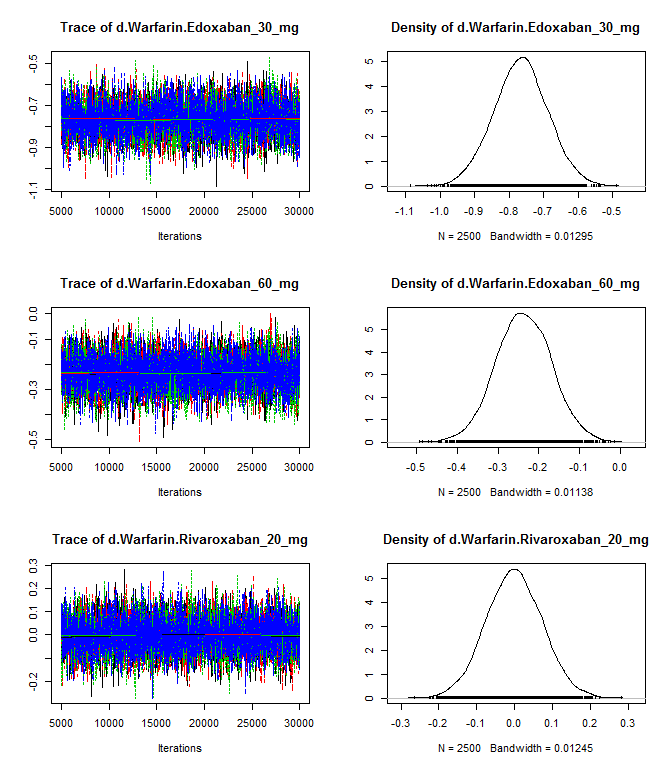 Trace of d.Warfarin.Edoxaban_30_mg
-0.5
-0.7
-0.9
-1.1
5000 10000 15000 20000 25000 30000
Iterations
Density of d.Warfarin.Edoxaban_30_mg
5
4
3
2
1
0
-1.1 -1.0 -0.9 -0.8 -0.7 -0.6 -0.5
N = 2500 Bandwidth = 0.01295
Trace of d.Warfarin.Edoxaban_60_mg
0.0
-0.1
-0.3
-0.5
5000 10000 15000 20000 25000 30000
Iterations
Density of d.Warfarin.Edoxaban_60_mg
5
4
3
2
1
0
-0.5 -0.4 -0.3 -0.2 -0.1 0.0
N = 2500 Bandwidth = 0.01138
Trace of d.Warfarin.Rivaroxaban_20_mg
0.3
0.2
0.1
0.0
-0.2
5000 10000 15000 20000 25000 30000
Iterations
Density of d.Warfarin.Rivaroxaban_20_mg
5
4
3
2
1
0
-0.3 -0.2 -0.1 0.0 0.1 0.2 0.3
N = 2500 Bandwidth = 0.01245